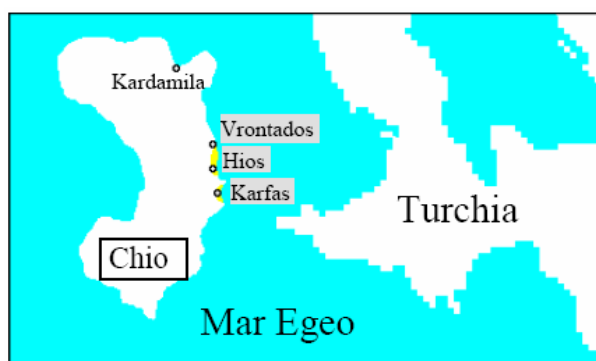 Kardamila
Vrontados
Hios
Karfas
Turchia
Chio
Mar Egeo